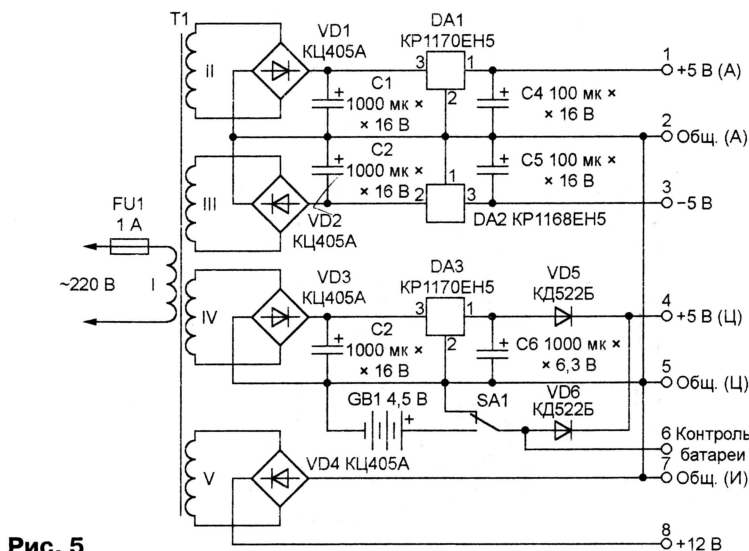 T1
VD1
КЦ405А
DA1
КР1170ЕН5
II
3
1
2
C1
1000 мк ×
× 16 В
+
C4 100 мк ×
× 16 В
+
1
+5 В (А)
2
Общ. (А)
C2
1000 мк ×
× 16 В
+
C5 100 мк ×
× 16 В
+
III
VD2
КЦ405А
1
2
3
DA2 КР1168ЕН5
3
−5 В
FU1
1 А
~220 В
I
IV
VD3
КЦ405А
DA3
КР1170ЕН5
3
1
2
VD5
КД522Б
4
+5 В (Ц)
C2
1000 мк ×
× 16 В
+
C6 1000 мк ×
× 6,3 В
+
5
Общ. (Ц)
GB1 4,5 В
+
SA1
VD6
КД522Б
6
Контроль
батареи
V
VD4 КЦ405А
7
Общ. (И)
8
+12 В
Рис. 5